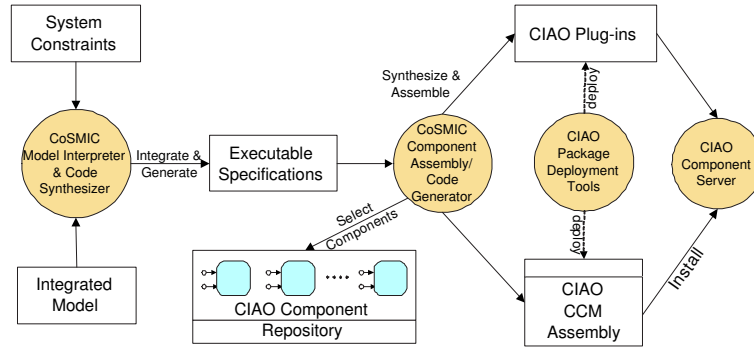 System
Constraints
CIAO Plug-ins
Synthesize &
Assemble
deploy
CoSMIC
Model Interpreter
& Code
Synthesizer
Integrate &
Generate
Executable
Specifications
CoSMIC
Component
Assembly/
Code
Generator
CIAO
Package
Deployment
Tools
CIAO
Component
Server
Select
Components
deploy
Integrated
Model
CIAO Component
Repository
CIAO
CCM
Assembly
Install